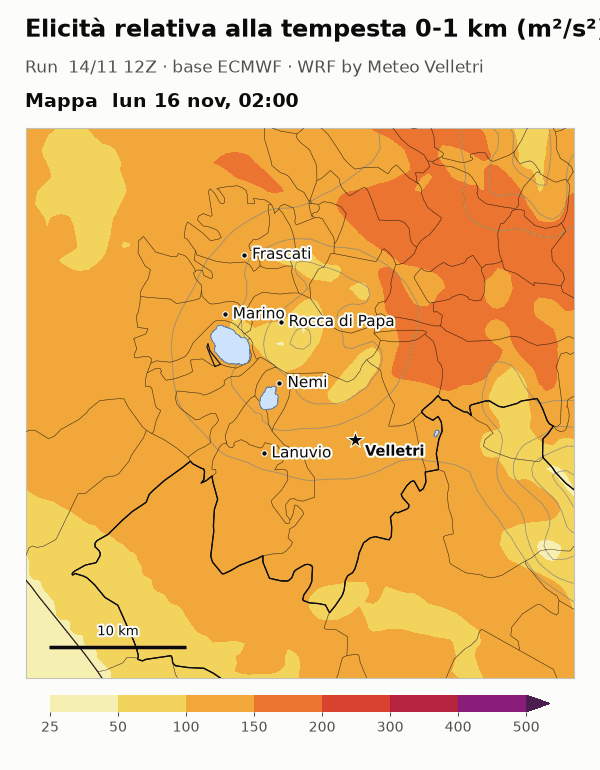 Elicità relativa alla tempesta 0-1 km (m²/s²)
Run 14/11 12Z · base ECMWF · WRF by Meteo Velletri
Mappa lun 16 nov, 02:00
Frascati
Marino
Rocca di Papa
Nemi
Velletri
Lanuvio
10 km
25 50 100 150 200 300 400 500